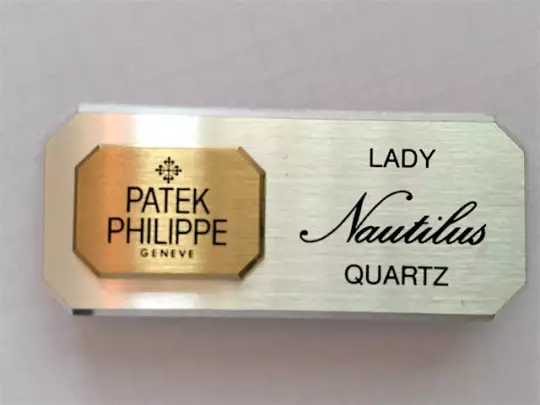 PATEK
PHILIPPE
GENEVE
LADY
Nautilus
QUARTZ